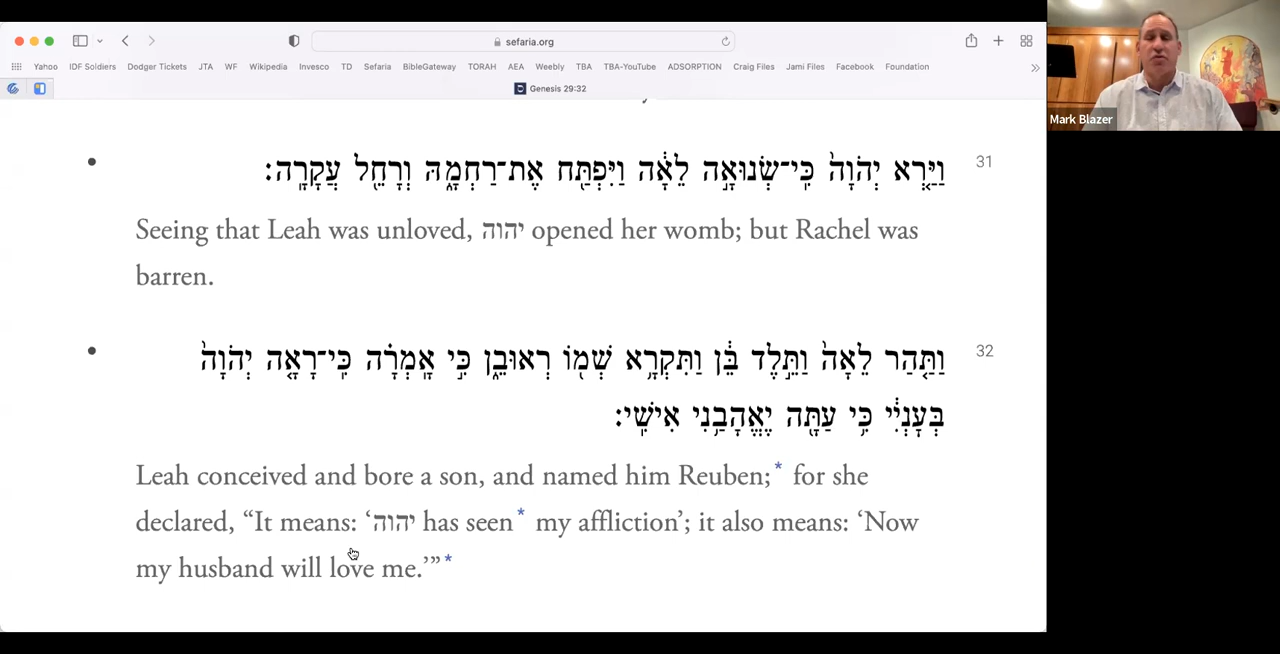 sefaria.org
Yahoo IDF Soldiers Dodger Tickets JTA WF Wikipedia Invesco TD Sefaria BibleGateway TORAH AEA Weebly TBA TBA-YouTube ADSORPTION Craig Files Jami Files Facebook Foundation
Genesis 29:32
Mark Blazer
31
וַיַּ֤רְא יְהֹוָה֙ כִּֽי־שְׂנוּאָ֣ה לֵאָ֔ה וַיִּפְתַּ֖ח אֶת־רַחְמָ֑הּ וְרָחֵ֖ל עֲקָרָֽה׃
Seeing that Leah was unloved, יהוה opened her womb; but Rachel was
barren.
32
וַתַּ֤הַר לֵאָה֙ וַתֵּ֣לֶד בֵּ֔ן וַתִּקְרָ֥א שְׁמ֖וֹ רְאוּבֵ֑ן כִּ֣י אָֽמְרָ֗ה כִּֽי־רָאָ֤ה יְהֹוָה֙
בְּעׇנְיִ֔י כִּ֥י עַתָּ֖ה יֶאֱהָבַ֥נִי אִישִֽׁי׃
Leah conceived and bore a son, and named him Reuben;* for she
declared, “It means: ‘יהוה has seen* my affliction’; it also means: ‘Now
my husband will love me.’”*